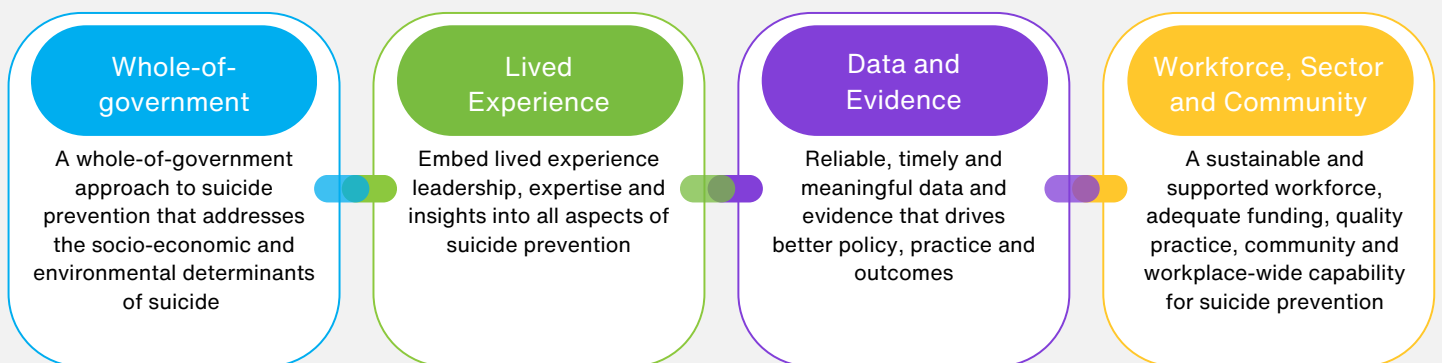 Whole-of-
government
A whole-of-government
approach to suicide
prevention that addresses
the socio-economic and
environmental determinants
of suicide
Lived
Experience
Embed lived experience
leadership, expertise and
insights into all aspects of
suicide prevention
Data and
Evidence
Reliable, timely and
meaningful data and
evidence that drives
better policy, practice and
outcomes
Workforce, Sector
and Community
A sustainable and
supported workforce,
adequate funding, quality
practice, community and
workplace-wide capability
for suicide prevention